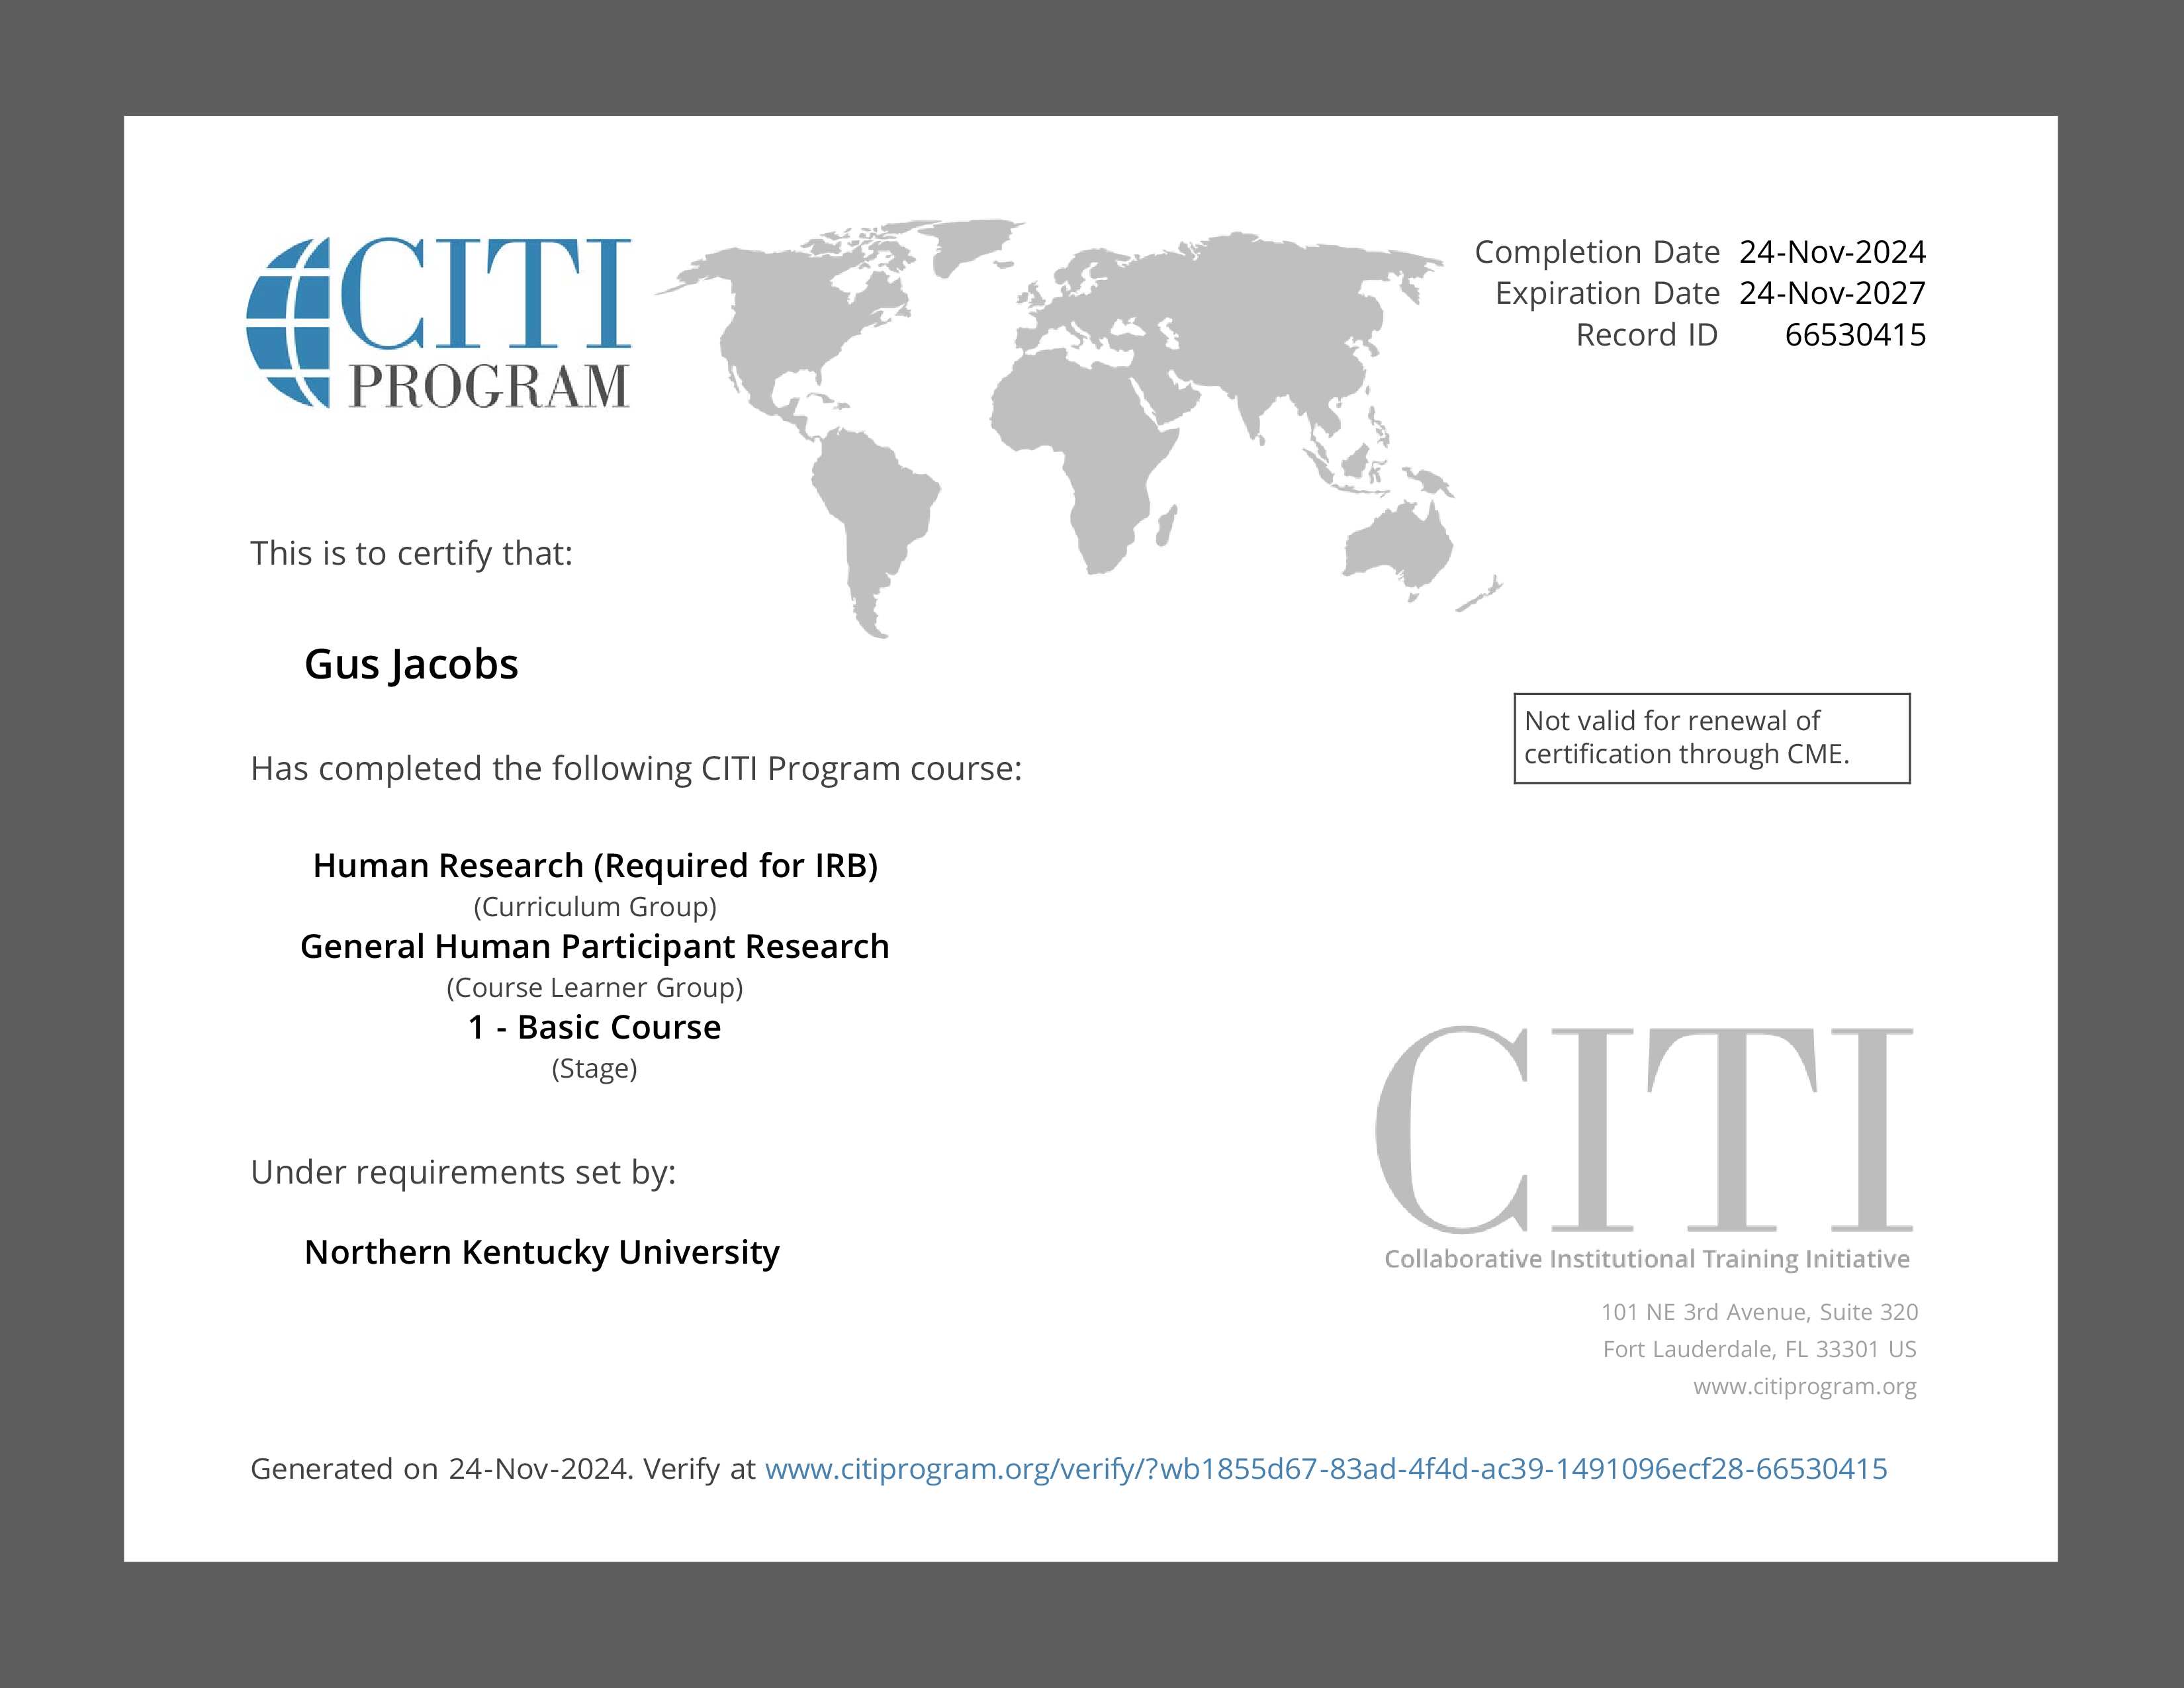 CITI
PROGRAM
Completion Date 24-Nov-2024
Expiration Date 24-Nov-2027
Record ID 66530415
This is to certify that:
Gus Jacobs
Has completed the following CITI Program course:
Not valid for renewal of
certification through CME.
Human Research (Required for IRB)
(Curriculum Group)
General Human Participant Research
(Course Learner Group)
1 - Basic Course
(Stage)
Under requirements set by:
Northern Kentucky University
CITI
Collaborative Institutional Training Initiative
101 NE 3rd Avenue, Suite 320
Fort Lauderdale, FL 33301 US
www.citiprogram.org
Generated on 24-Nov-2024. Verify at www.citiprogram.org/verify/?wb1855d67-83ad-4f4d-ac39-1491096ecf28-66530415